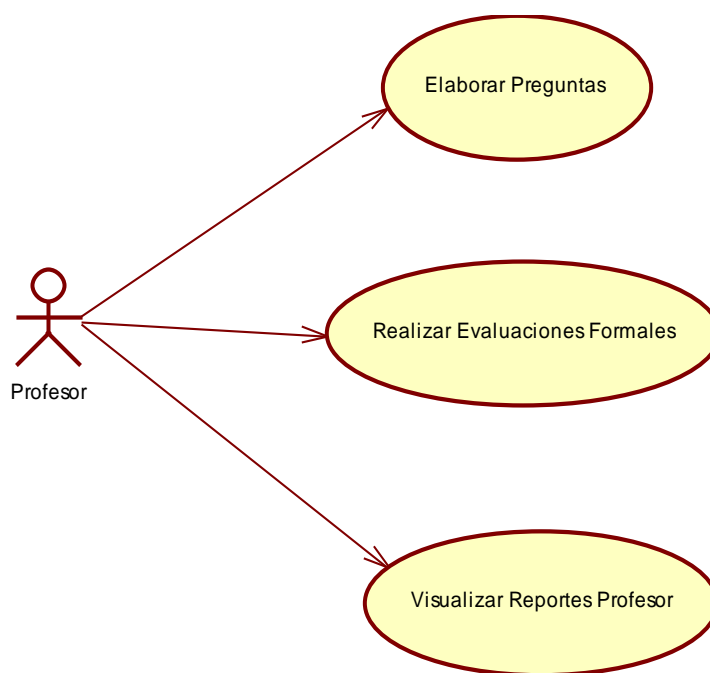 Elaborar Preguntas
Realizar Evaluaciones Formales
Profesor
Visualizar Reportes Profesor